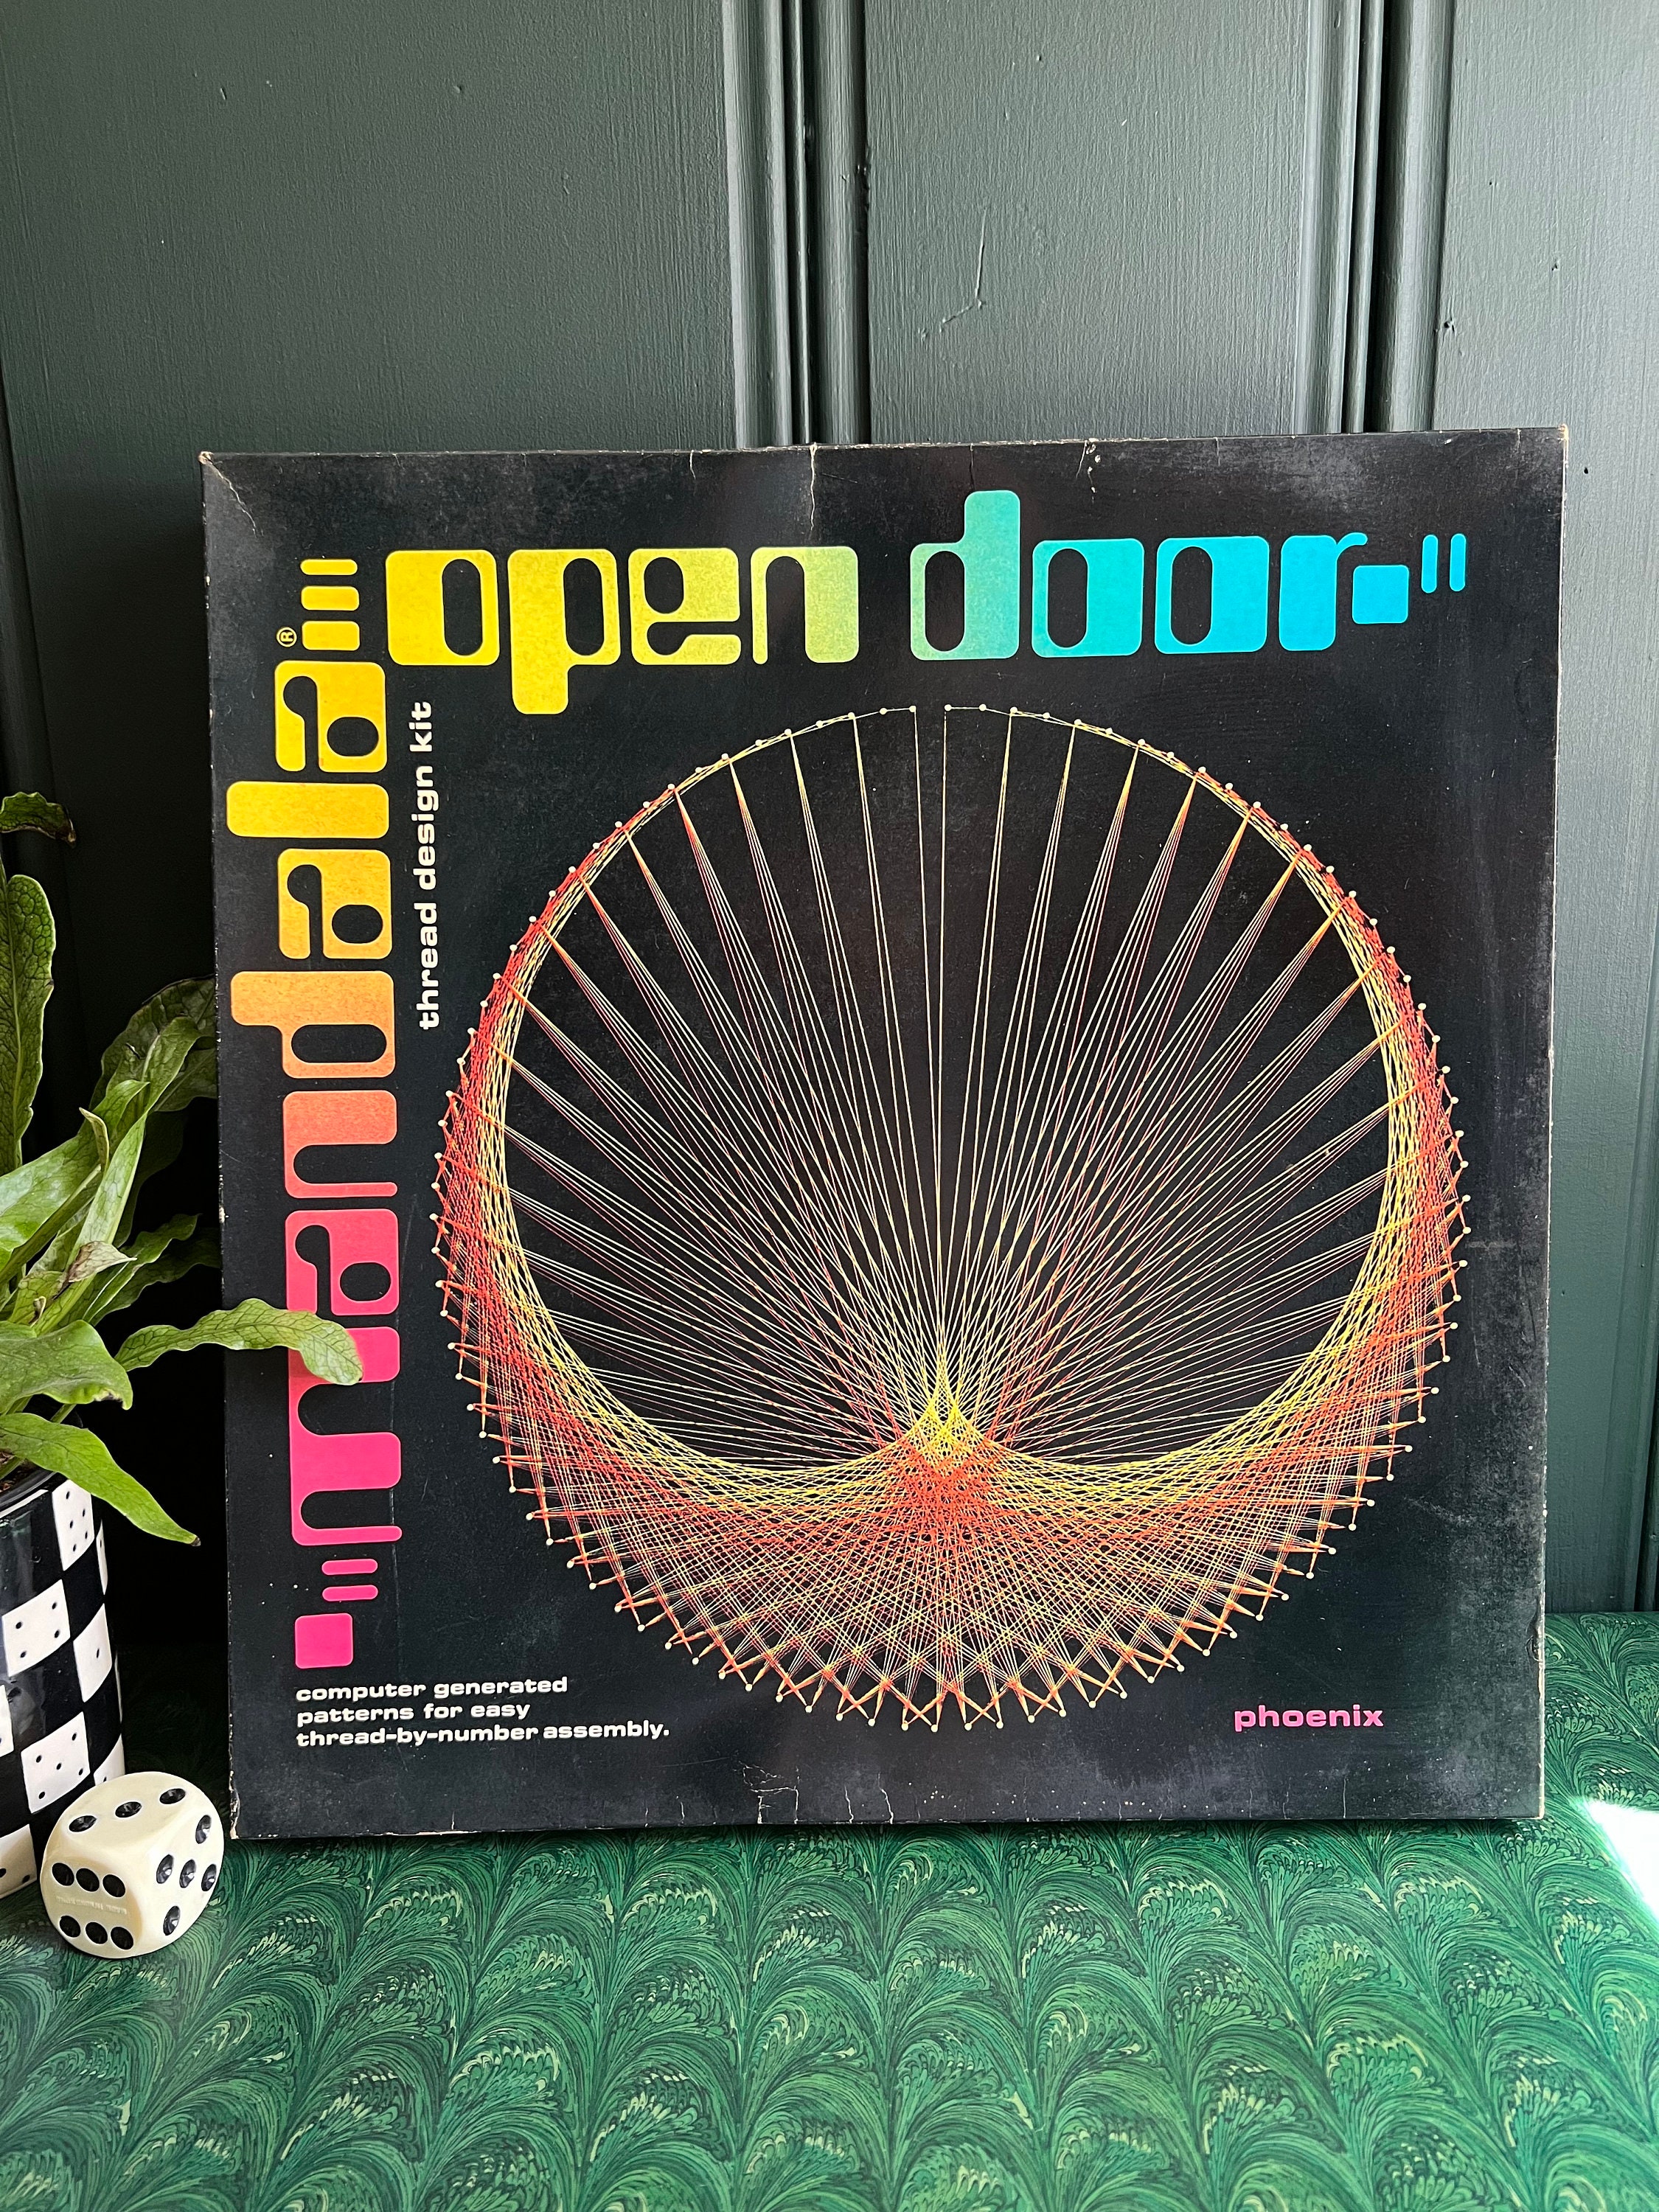 open door
mandala®
thread design kit
computer generated
patterns for easy
thread-by-number assembly.
phoenix